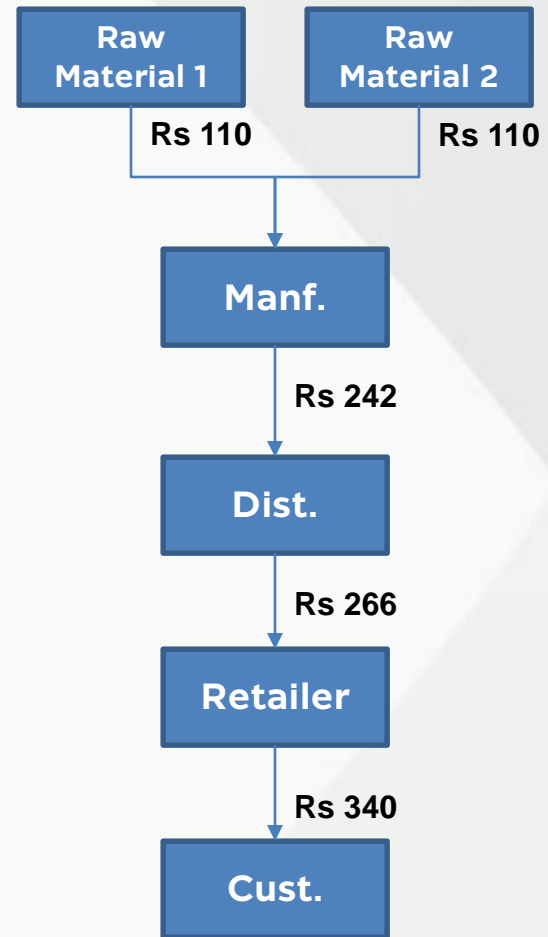 Raw
Material 1
Raw
Material 2
Rs 110
Rs 110
Manf.
Rs 242
Dist.
Rs 266
Retailer
Rs 340
Cust.